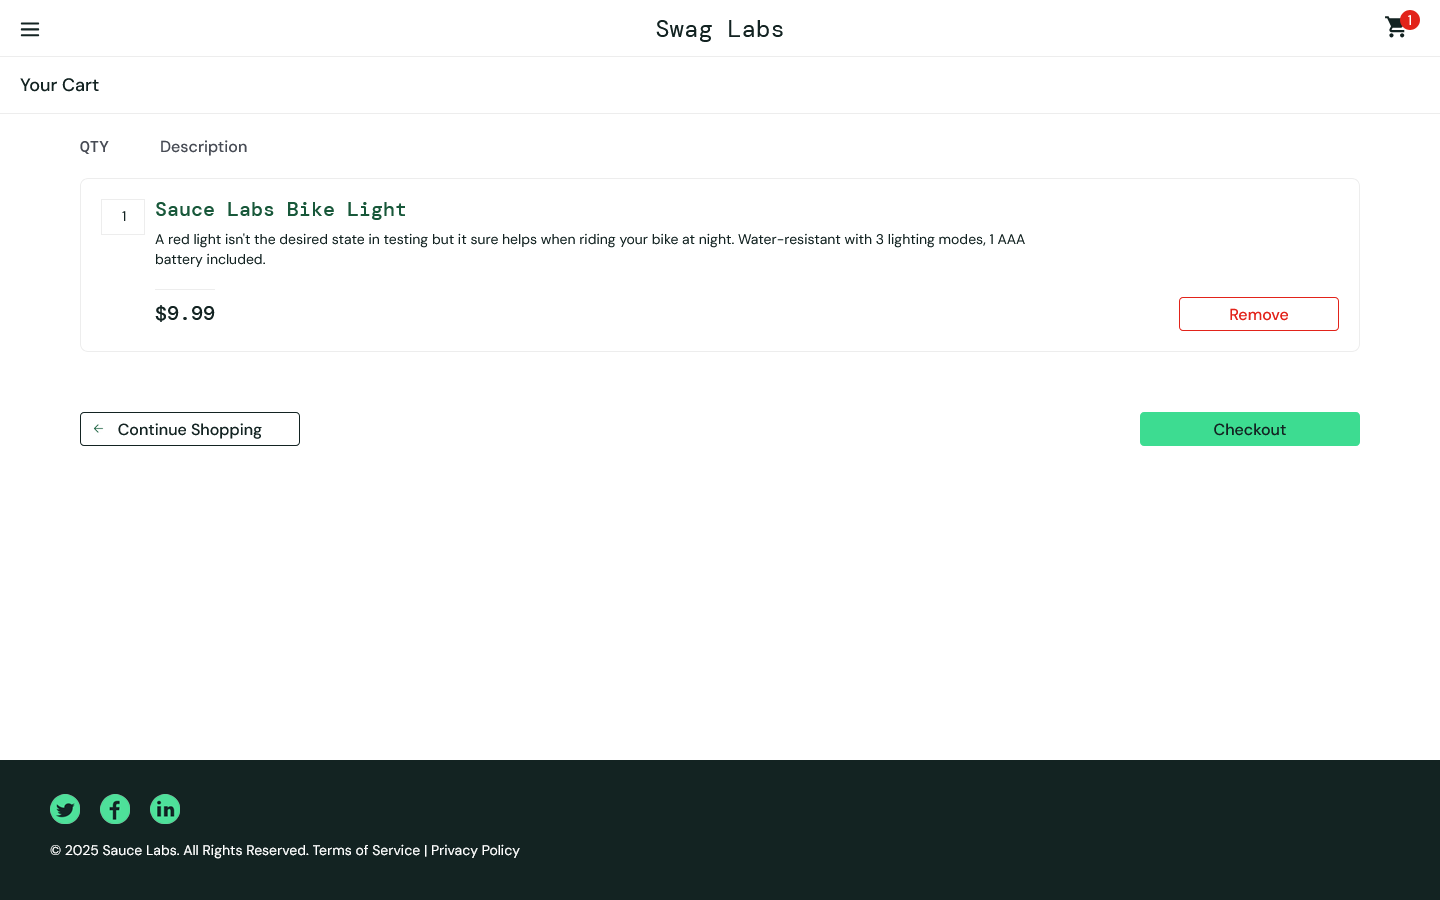 Swag Labs
1
Your Cart
QTY Description
1
Sauce Labs Bike Light
A red light isn't the desired state in testing but it sure helps when riding your bike at night. Water-resistant with 3 lighting modes, 1 AAA
battery included.
$9.99
Remove
Continue Shopping
Checkout
© 2025 Sauce Labs. All Rights Reserved. Terms of Service | Privacy Policy